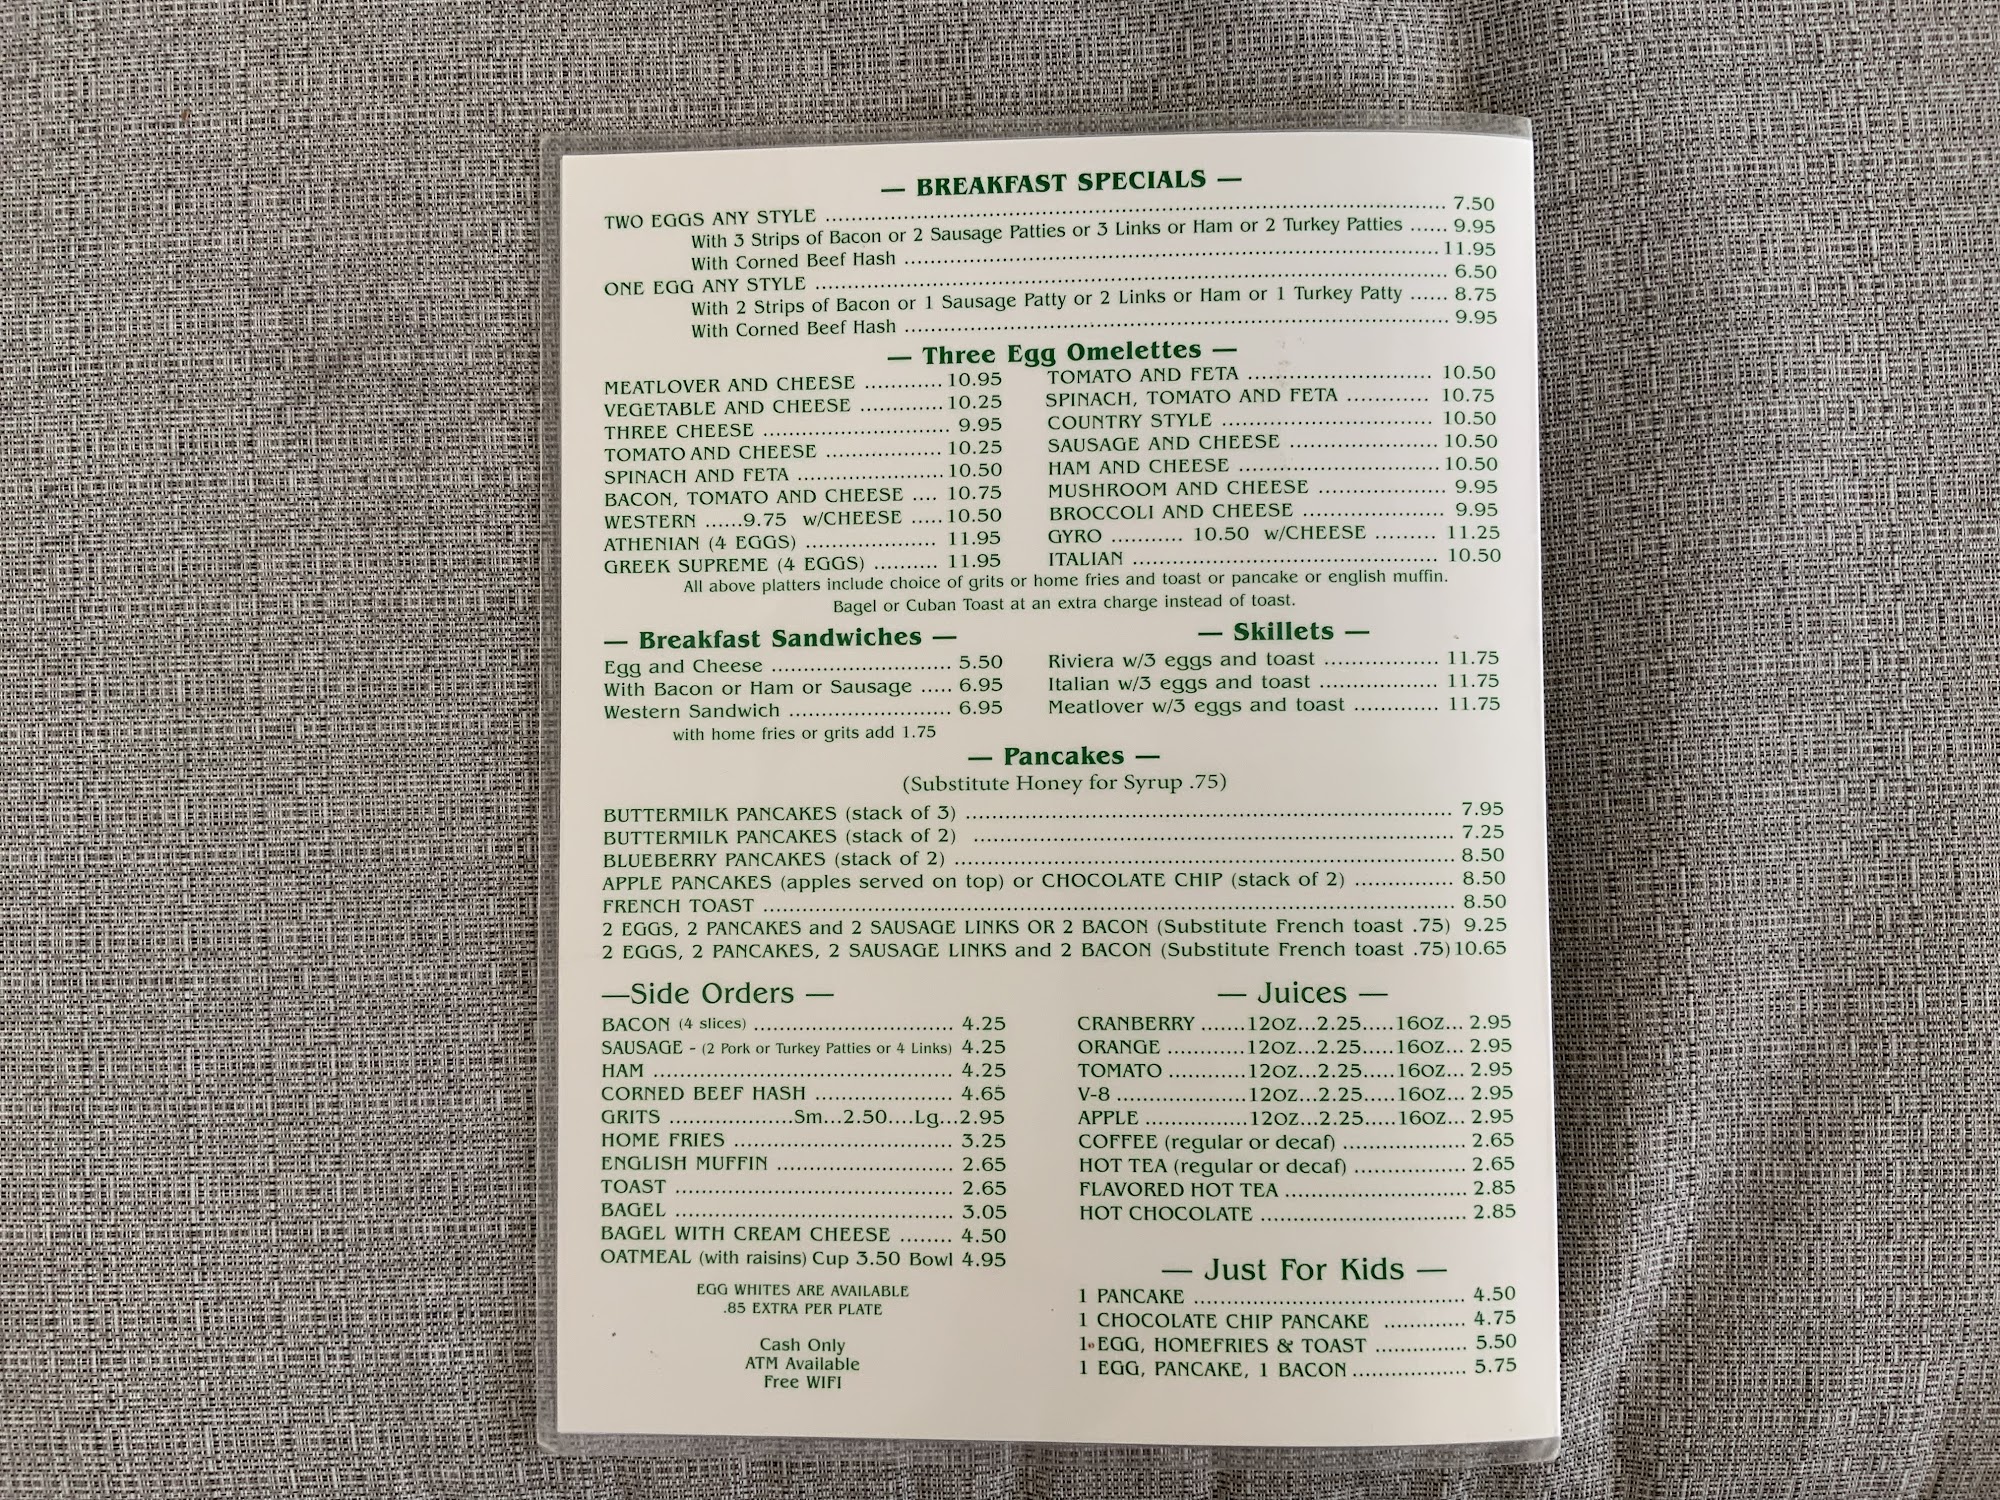 — BREAKFAST SPECIALS —
TWO EGGS ANY STYLE ........ 7.50
With 3 Strips of Bacon or 2 Sausage Patties or 3 Links or Ham or 2 Turkey Patties ...... 9.95
With Corned Beef Hash ........ 11.95
ONE EGG ANY STYLE ........ 6.50
With 2 Strips of Bacon or 1 Sausage Patty or 2 Links or Ham or 1 Turkey Patty ...... 8.75
With Corned Beef Hash ........ 9.95
— Three Egg Omelettes —
MEATLOVER AND CHEESE ............ 10.95
VEGETABLE AND CHEESE ............. 10.25
THREE CHEESE ........ 9.95
TOMATO AND CHEESE ........ 10.25
SPINACH AND FETA ........ 10.50
BACON, TOMATO AND CHEESE .... 10.75
WESTERN ......9.75 w/CHEESE ..... 10.50
ATHENIAN (4 EGGS) ........ 11.95
GREEK SUPREME (4 EGGS) .......... 11.95
TOMATO AND FETA ........ 10.50
SPINACH, TOMATO AND FETA ............. 10.75
COUNTRY STYLE ........ 10.50
SAUSAGE AND CHEESE ........ 10.50
HAM AND CHEESE ........ 10.50
MUSHROOM AND CHEESE ........ 9.95
BROCCOLI AND CHEESE ........ 9.95
GYRO ........... 10.50 w/CHEESE ......... 11.25
ITALIAN ........ 10.50
All above platters include choice of grits or home fries and toast or pancake or english muffin.
Bagel or Cuban Toast at an extra charge instead of toast.
— Breakfast Sandwiches —
Egg and Cheese ........ 5.50
With Bacon or Ham or Sausage ..... 6.95
Western Sandwich ........ 6.95
with home fries or grits add 1.75
— Skillets —
Riviera w/3 eggs and toast ........ 11.75
Italian w/3 eggs and toast ........ 11.75
Meatlover w/3 eggs and toast ............. 11.75
— Pancakes —
(Substitute Honey for Syrup .75)
BUTTERMILK PANCAKES (stack of 3) ........ 7.95
BUTTERMILK PANCAKES (stack of 2) ........ 7.25
BLUEBERRY PANCAKES (stack of 2) ........ 8.50
APPLE PANCAKES (apples served on top) or CHOCOLATE CHIP (stack of 2) ............... 8.50
FRENCH TOAST ........ 8.50
2 EGGS, 2 PANCAKES and 2 SAUSAGE LINKS OR 2 BACON (Substitute French toast .75) 9.25
2 EGGS, 2 PANCAKES, 2 SAUSAGE LINKS and 2 BACON (Substitute French toast .75) 10.65
—Side Orders —
BACON (4 slices) ........ 4.25
SAUSAGE - (2 Pork or Turkey Patties or 4 Links) 4.25
HAM ........ 4.25
CORNED BEEF HASH ........ 4.65
GRITS ........Sm...2.50....Lg...2.95
HOME FRIES ........ 3.25
ENGLISH MUFFIN ........ 2.65
TOAST ........ 2.65
BAGEL ........ 3.05
BAGEL WITH CREAM CHEESE ........ 4.50
OATMEAL (with raisins) Cup 3.50 Bowl 4.95
EGG WHITES ARE AVAILABLE
.85 EXTRA PER PLATE
Cash Only
ATM Available
Free WIFI
— Juices —
CRANBERRY .......12OZ...2.25.....16OZ... 2.95
ORANGE ............12OZ...2.25.....16OZ... 2.95
TOMATO ............12OZ...2.25.....16OZ... 2.95
V-8 ........12OZ...2.25.....16OZ... 2.95
APPLE ........12OZ...2.25.....16OZ... 2.95
COFFEE (regular or decaf) ........ 2.65
HOT TEA (regular or decaf) ........ 2.65
FLAVORED HOT TEA ........ 2.85
HOT CHOCOLATE ........ 2.85
— Just For Kids —
1 PANCAKE ........ 4.50
1 CHOCOLATE CHIP PANCAKE ............. 4.75
1 EGG, HOMEFRIES & TOAST ............... 5.50
1 EGG, PANCAKE, 1 BACON .................. 5.75